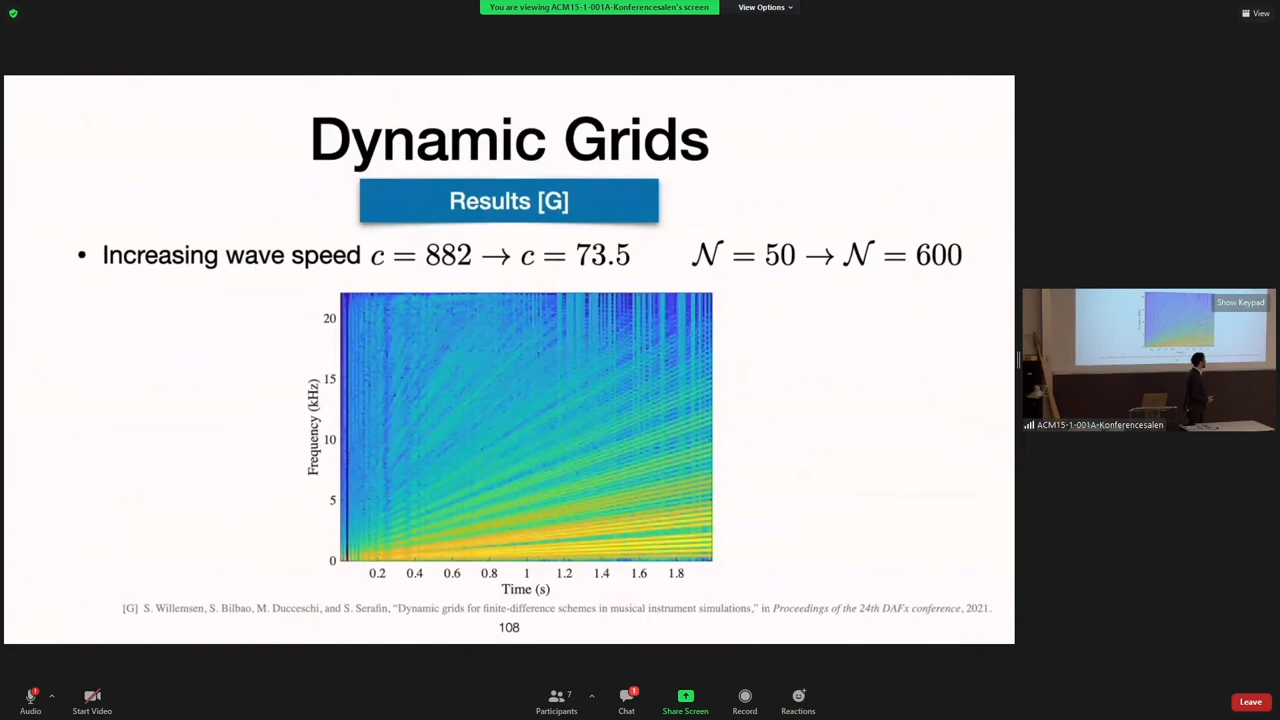 You are viewing ACM15-1-001A-Konferencesalen's screen
View Options
View
Dynamic Grids
Results [G]
• Increasing wave speed c = 882 → c = 73.5 𝒩 = 50 → 𝒩 = 600
Frequency (kHz)
20
15
10
5
0
0.2 0.4 0.6 0.8 1 1.2 1.4 1.6 1.8
Time (s)
[G] S. Willemsen, S. Bilbao, M. Ducceschi, and S. Serafin, “Dynamic grids for finite-difference schemes in musical instrument simulations,” in Proceedings of the 24th DAFx conference, 2021.
108
Show Keypad
ACM15-1-001A-Konferencesalen
Audio
Start Video
Participants 7
Chat 1
Share Screen
Record
Reactions
Leave